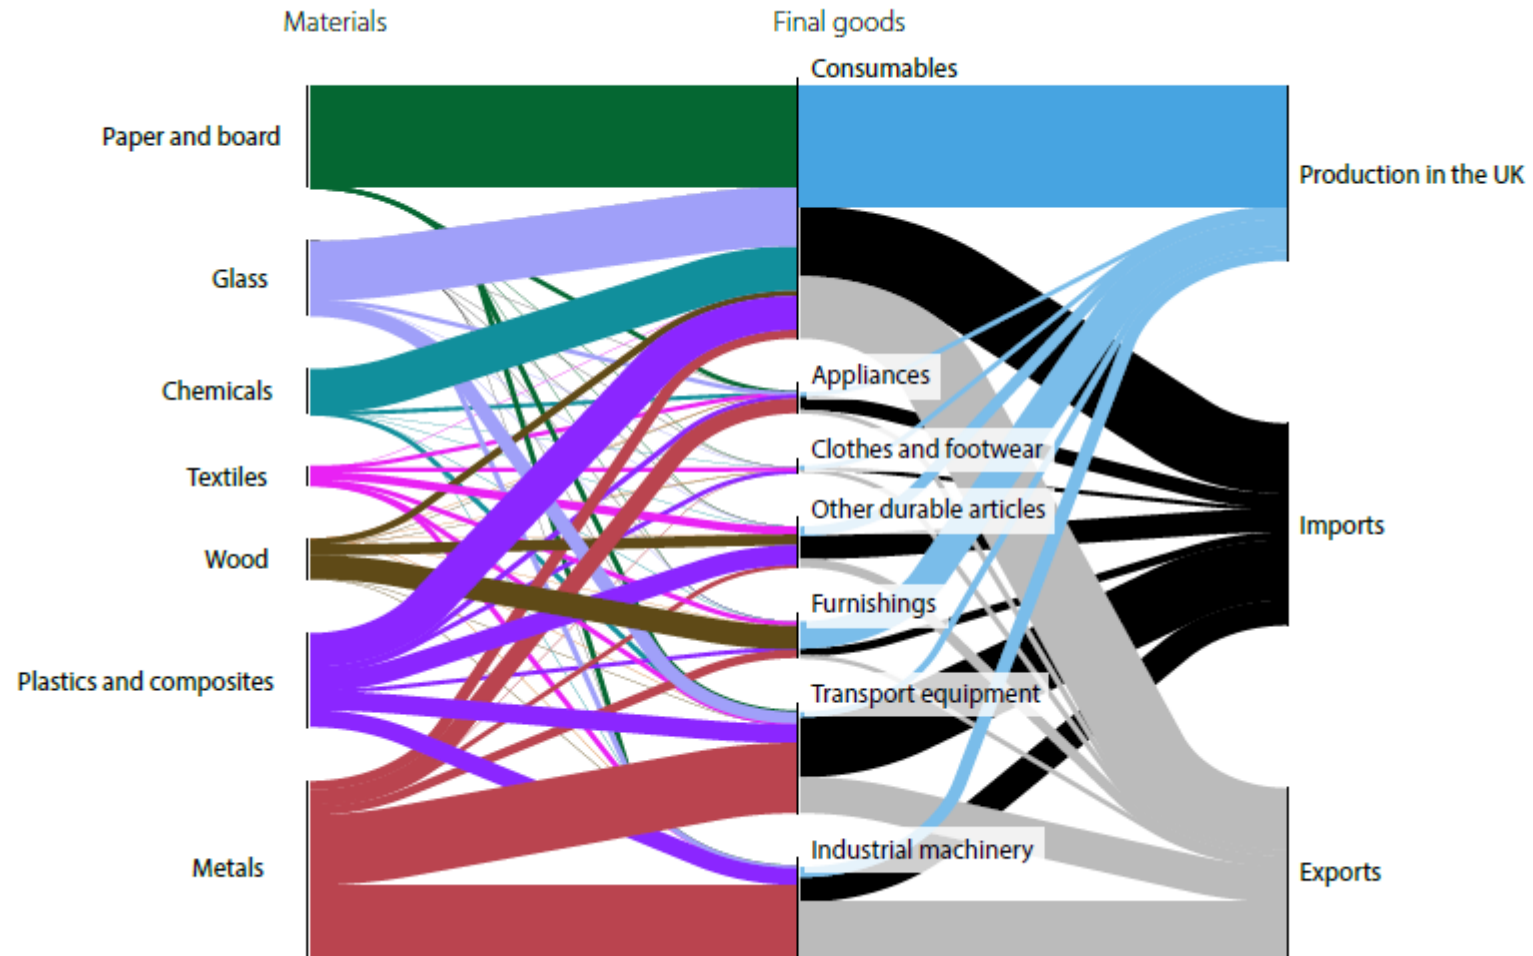 Materials
Final goods
Consumables
Paper and board
Production in the UK
Glass
Appliances
Chemicals
Clothes and footwear
Textiles
Other durable articles
Imports
Wood
Furnishings
Plastics and composites
Transport equipment
Industrial machinery
Metals
Exports